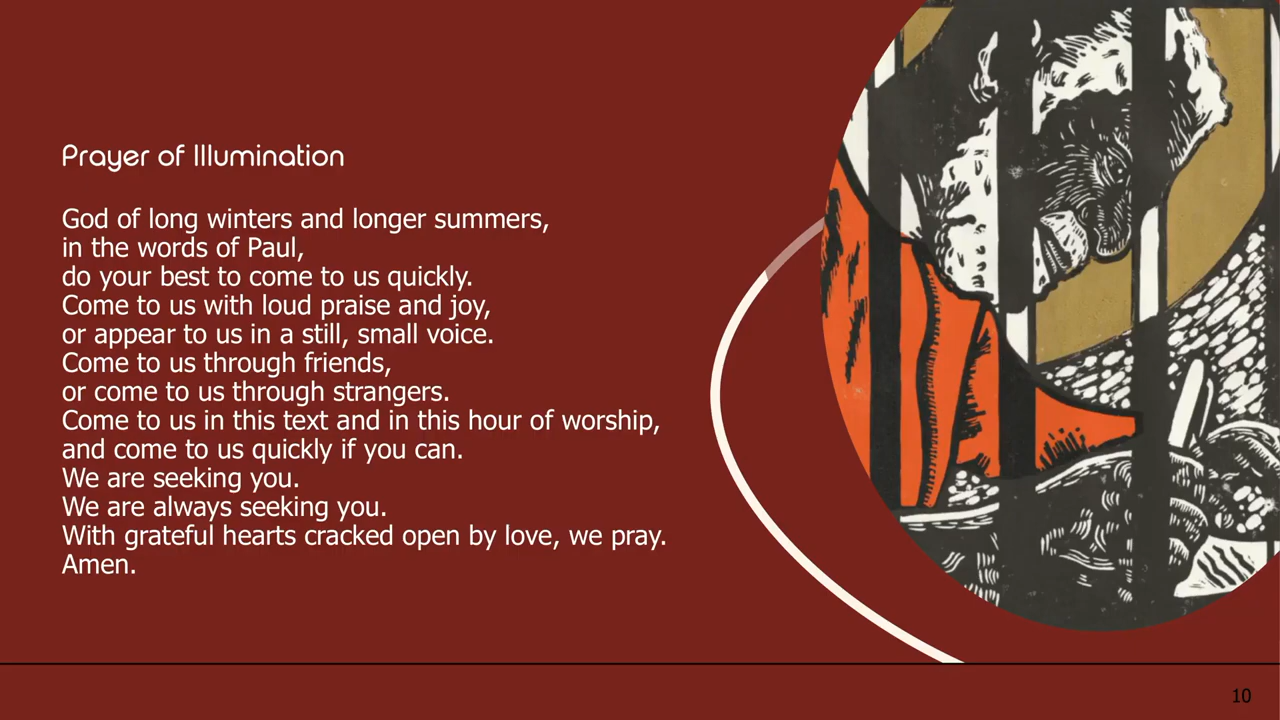 Prayer of Illumination
God of long winters and longer summers,
in the words of Paul,
do your best to come to us quickly.
Come to us with loud praise and joy,
or appear to us in a still, small voice.
Come to us through friends,
or come to us through strangers.
Come to us in this text and in this hour of worship,
and come to us quickly if you can.
We are seeking you.
We are always seeking you.
With grateful hearts cracked open by love, we pray.
Amen.
10